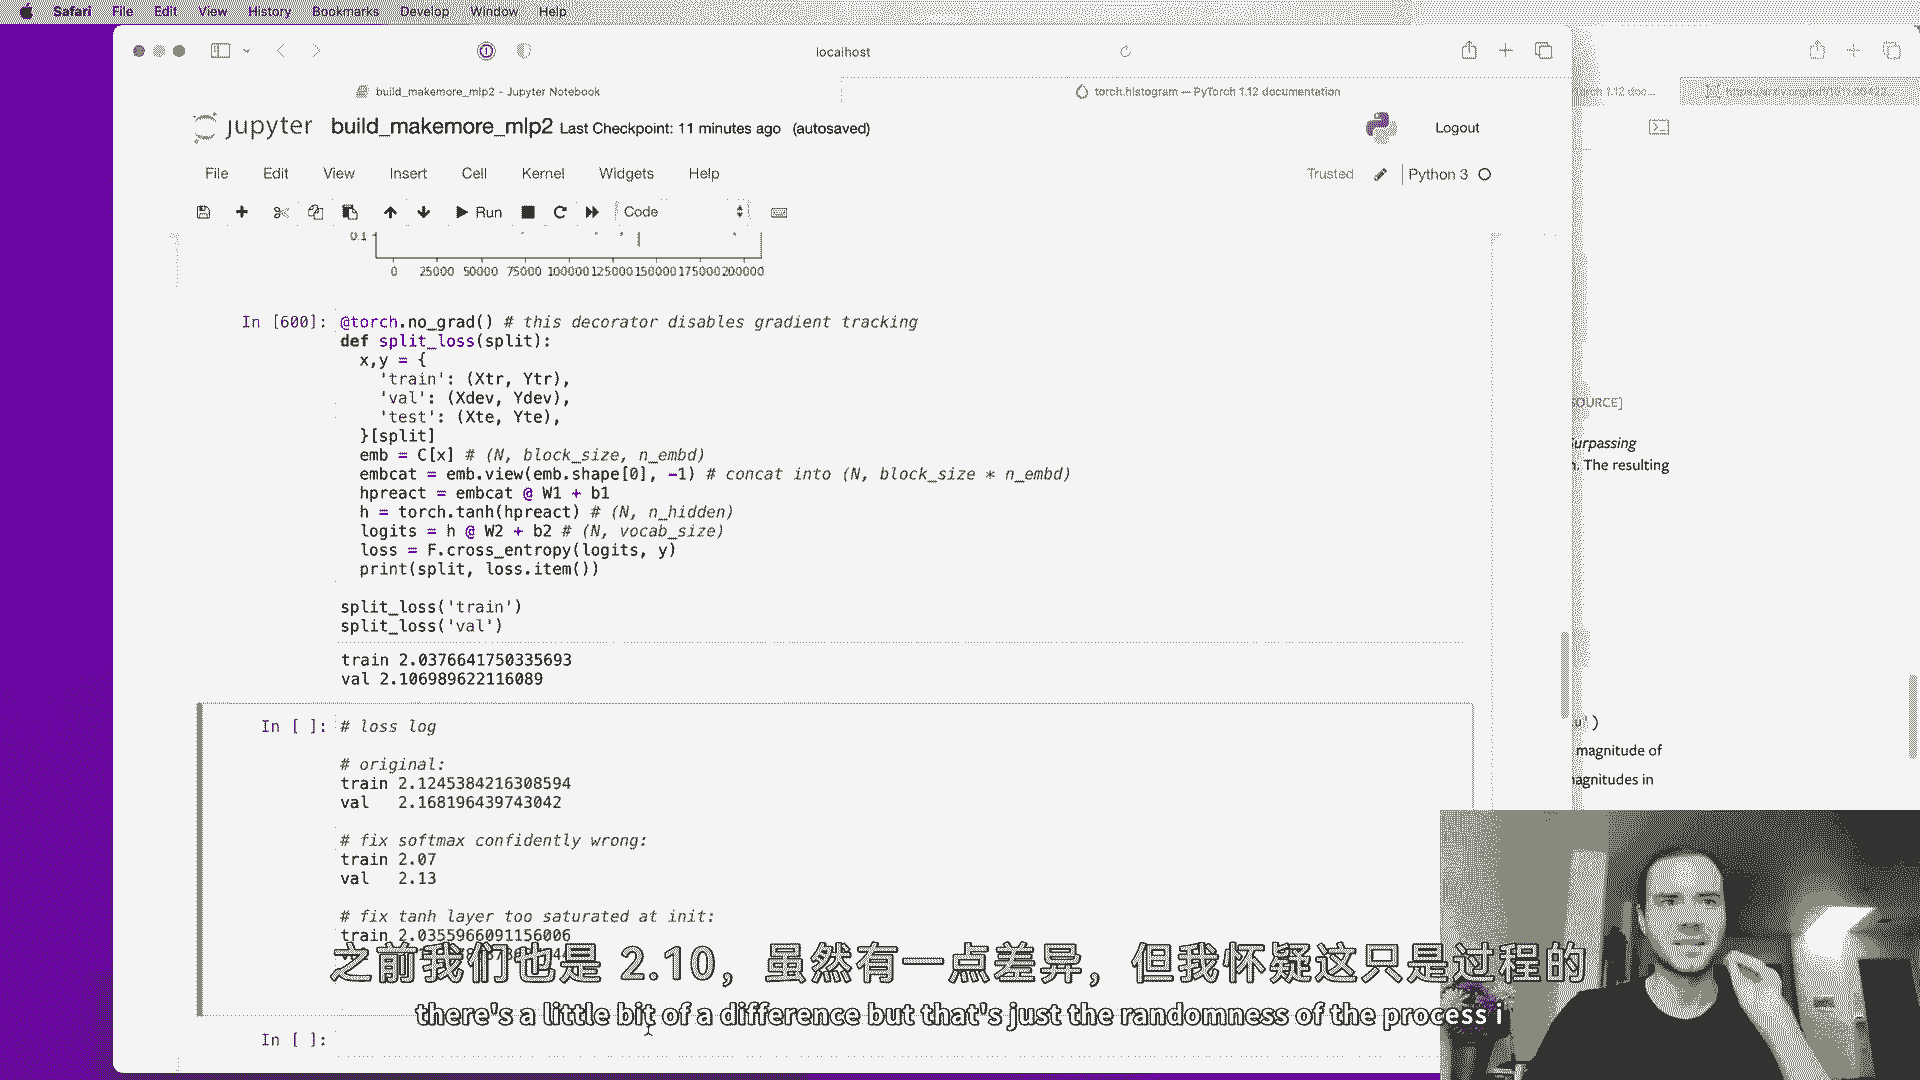 Safari File Edit View History Bookmarks Develop Window Help
localhost
build_makemore_mlp2 - Jupyter Notebook
torch.histogram — PyTorch 1.12 documentation
jupyter build_makemore_mlp2 Last Checkpoint: 11 minutes ago (autosaved)
Logout
File Edit View Insert Cell Kernel Widgets Help
Trusted
Python 3
Run
Code
0.1
0 25000 50000 75000 100000 125000 150000 175000 200000
In [600]: @torch.no_grad() # this decorator disables gradient tracking
def split_loss(split):
x,y = {
'train': (Xtr, Ytr),
'val': (Xdev, Ydev),
'test': (Xte, Yte),
}[split]
emb = C[x] # (N, block_size, n_embd)
embcat = emb.view(emb.shape[0], -1) # concat into (N, block_size * n_embd)
hpreact = embcat @ W1 + b1
h = torch.tanh(hpreact) # (N, n_hidden)
logits = h @ W2 + b2 # (N, vocab_size)
loss = F.cross_entropy(logits, y)
print(split, loss.item())
split_loss('train')
split_loss('val')
train 2.0376641750335693
val 2.106989622116089
In [ ]: # loss log
# original:
train 2.1245384216308594
val 2.168196439743042
# fix softmax confidently wrong:
train 2.07
val 2.13
# fix tanh layer too saturated at init:
train 2.0355966091156006
之前我们也是 2.10，虽然有一点差异，但我怀疑这只是过程的
there's a little bit of a difference but that's just the randomness of the process i
In [ ]:
SOURCE]
urpassing
. The resulting
')
magnitude of
agnitudes in